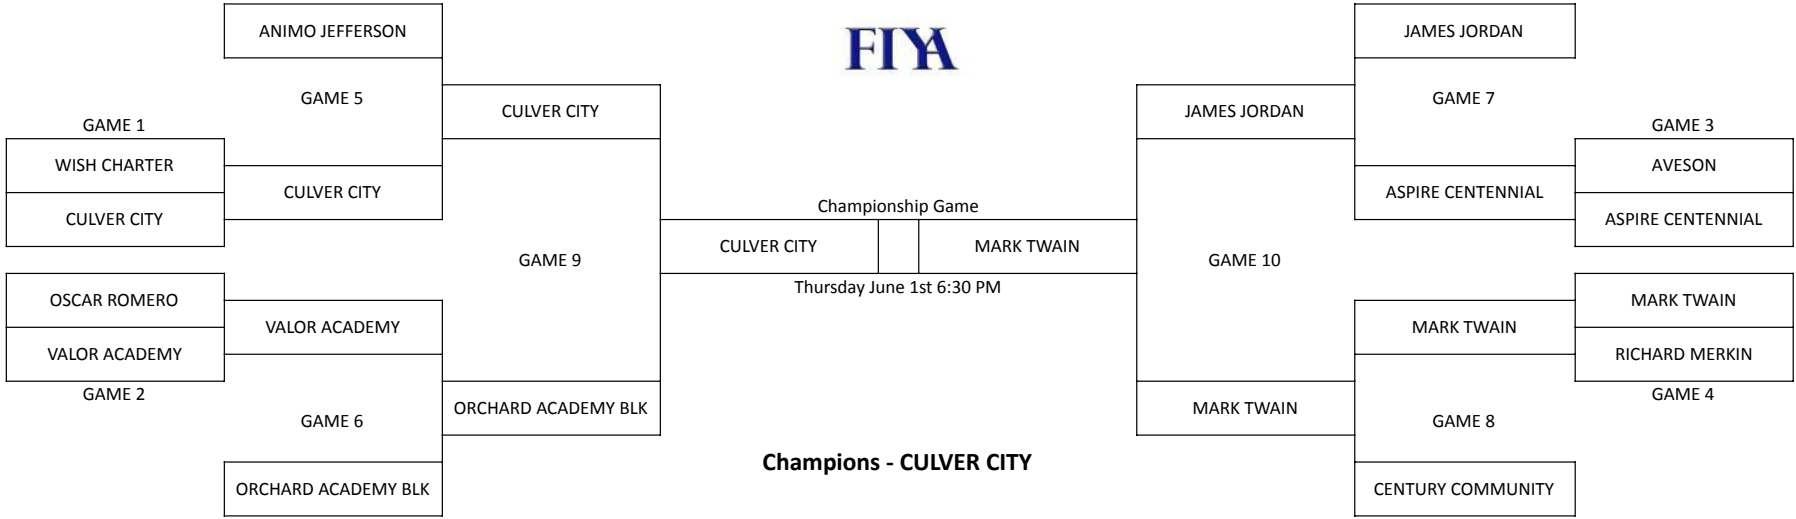 ANIMO JEFFERSON
FIYA
JAMES JORDAN
GAME 5
CULVER CITY
JAMES JORDAN
GAME 7
GAME 1
GAME 3
WISH CHARTER
AVESON
CULVER CITY
ASPIRE CENTENNIAL
CULVER CITY
Championship Game
ASPIRE CENTENNIAL
CULVER CITY
MARK TWAIN
GAME 9
GAME 10
Thursday June 1st 6:30 PM
OSCAR ROMERO
MARK TWAIN
VALOR ACADEMY
MARK TWAIN
VALOR ACADEMY
RICHARD MERKIN
GAME 2
GAME 4
ORCHARD ACADEMY BLK
MARK TWAIN
GAME 6
GAME 8
Champions - CULVER CITY
ORCHARD ACADEMY BLK
CENTURY COMMUNITY